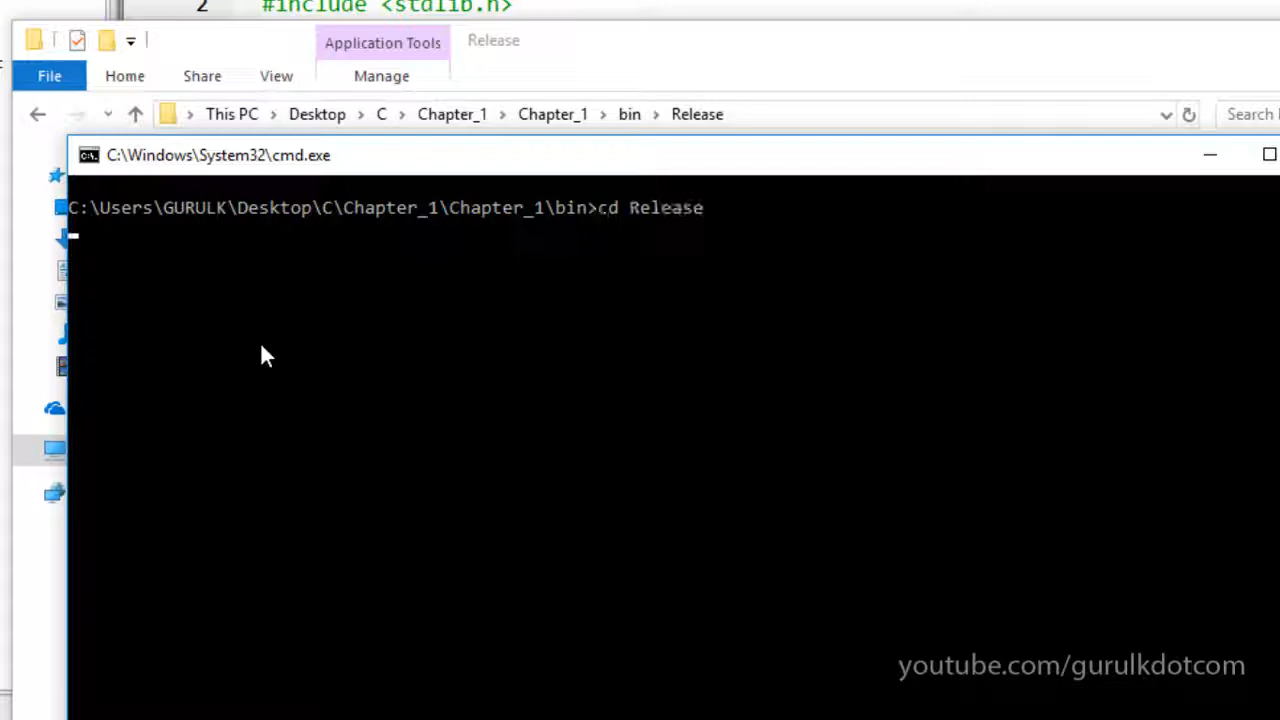 2 #include <stdlib.h>
Application Tools Release
File Home Share View Manage
This PC > Desktop > C > Chapter_1 > Chapter_1 > bin > Release Search
C:\Windows\System32\cmd.exe
C:\Users\GURULK\Desktop\C\Chapter_1\Chapter_1\bin>cd Release
youtube.com/gurulkdotcom